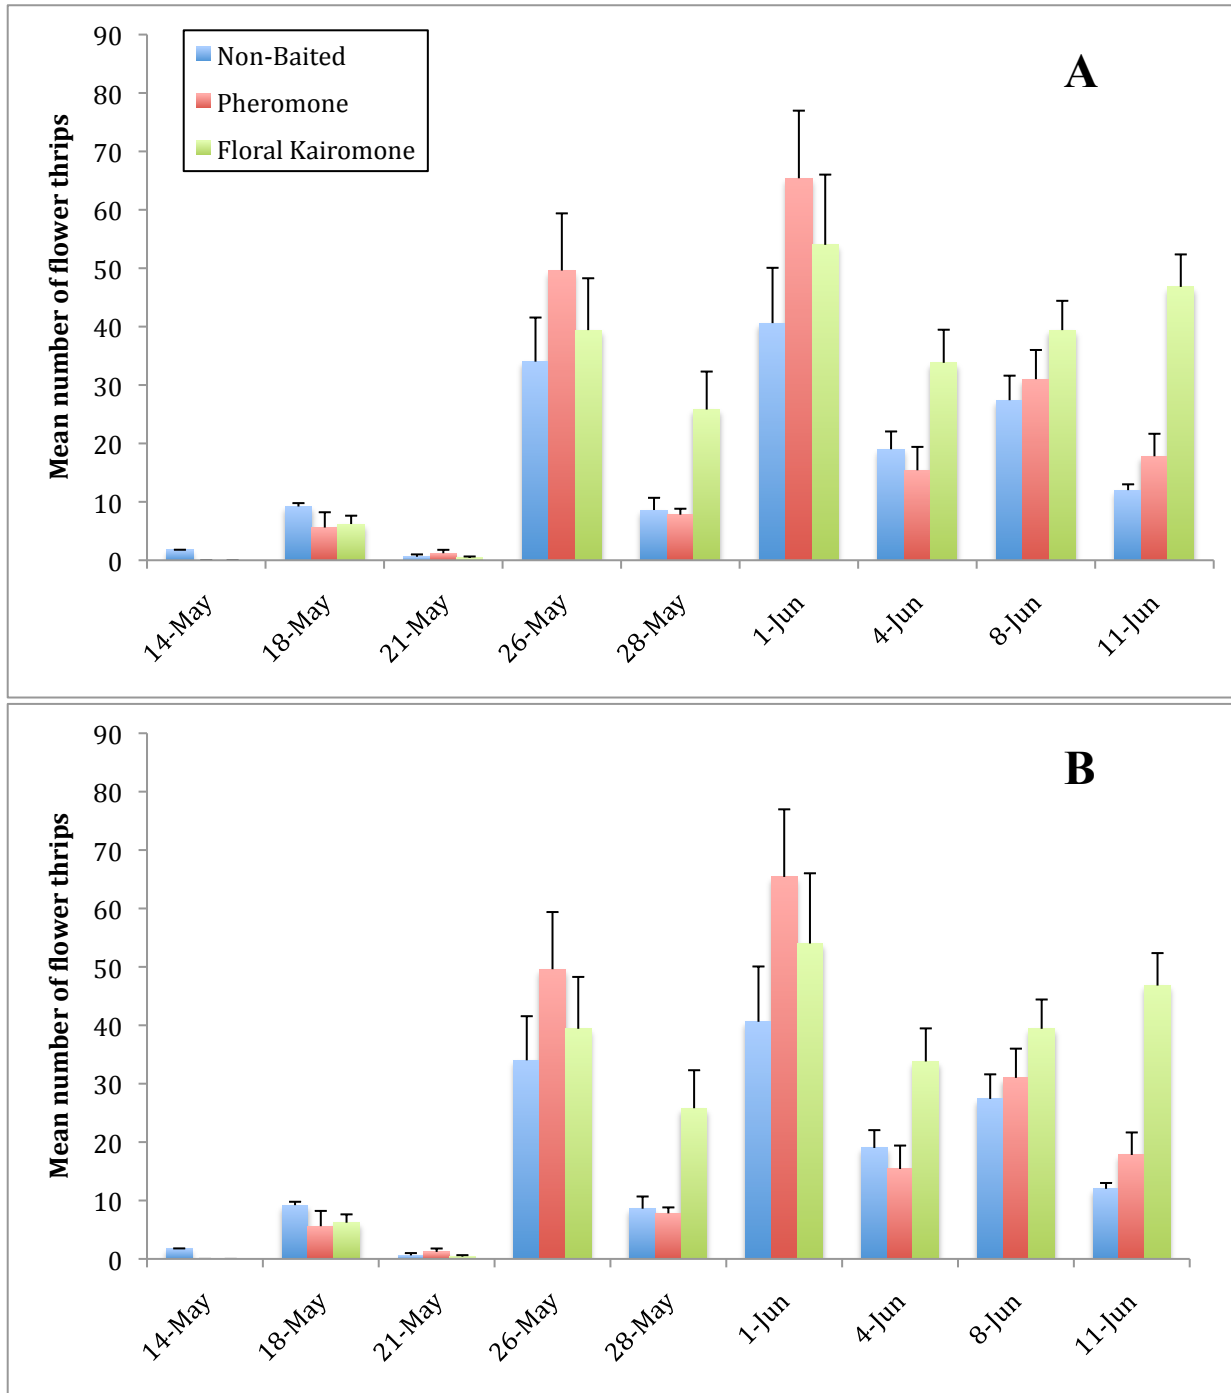 A
Non-Baited
Pheromone
Floral Kairomone
Mean number of flower thrips
90
80
70
60
50
40
30
20
10
0
14-May
18-May
21-May
26-May
28-May
1-Jun
4-Jun
8-Jun
11-Jun
B
Mean number of flower thrips
90
80
70
60
50
40
30
20
10
0
14-May
18-May
21-May
26-May
28-May
1-Jun
4-Jun
8-Jun
11-Jun